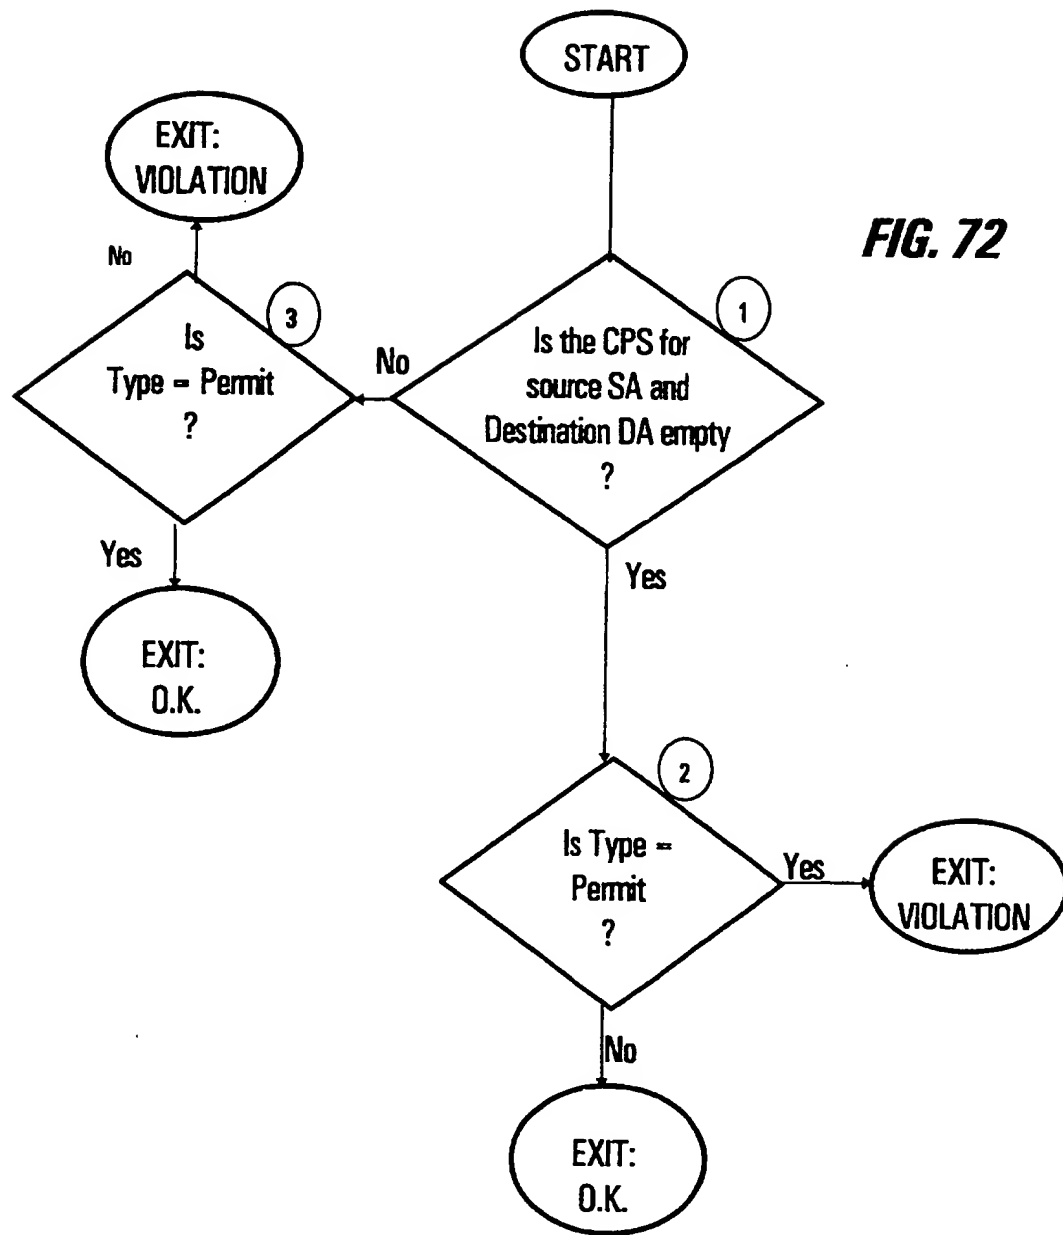 START
EXIT:
VIOLATION
FIG. 72
No
3
Is
Type = Permit
?
No
1
Is the CPS for
source SA and
Destination DA empty
?
Yes
EXIT:
O.K.
Yes
2
Is Type =
Permit
?
Yes
EXIT:
VIOLATION
No
EXIT:
O.K.